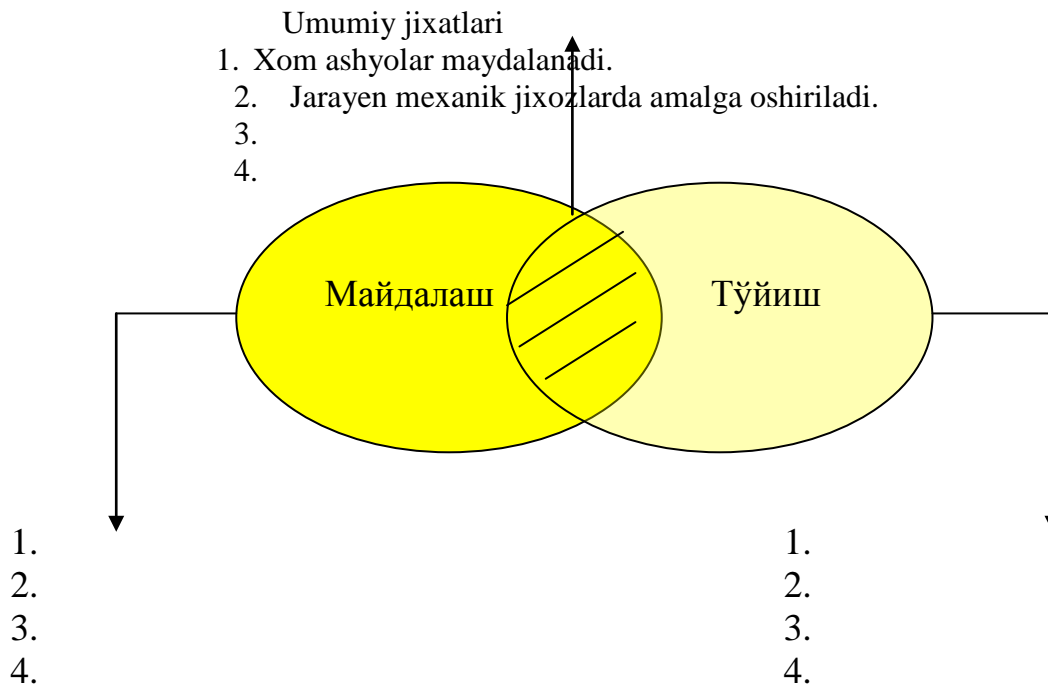 Umumiy jixatlari
1. Xom ashyolar maydalanadi.
2. Jarayen mexanik jixozlarda amalga oshiriladi.
3.
4.
Майдалаш
Тўйиш
1.
2.
3.
4.
1.
2.
3.
4.